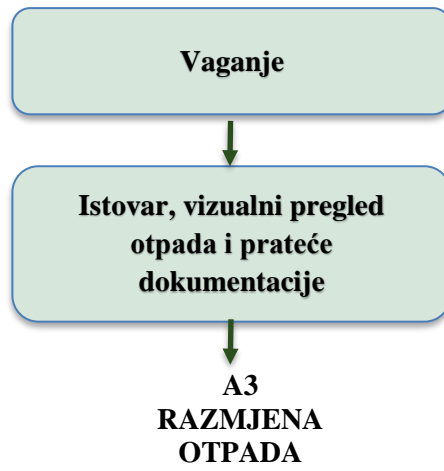 Vaganje
Istovar, vizualni pregled
otpada i prateće
dokumentacije
A3
RAZMJENA
OTPADA